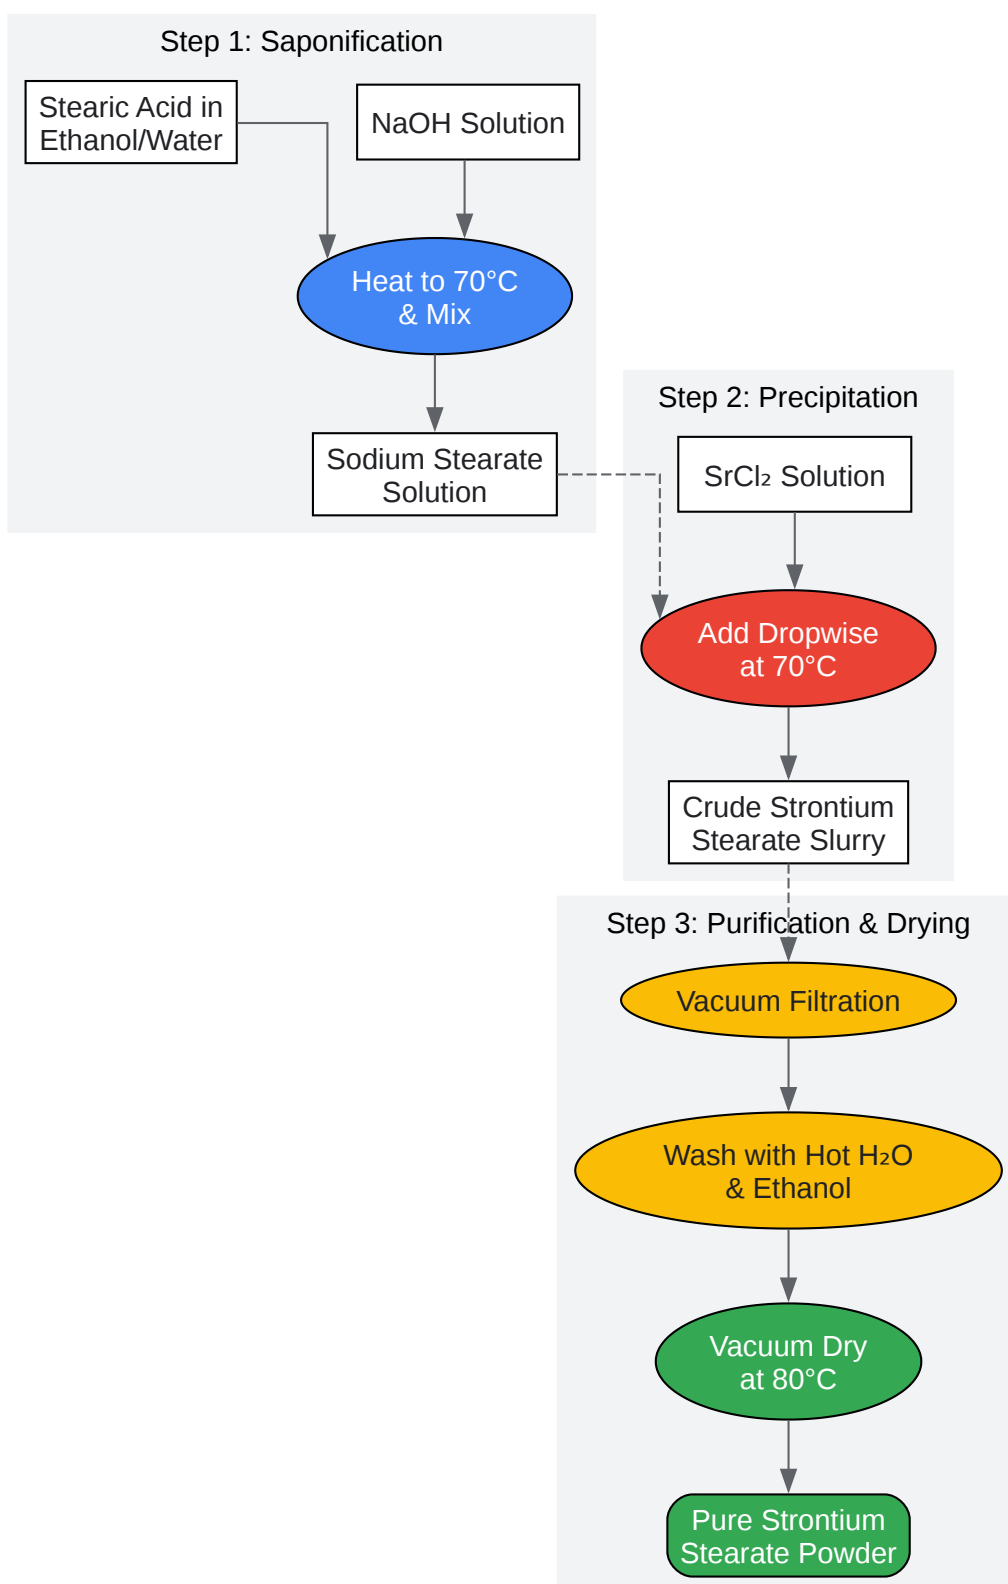 Step 1: Saponification
Stearic Acid in
Ethanol/Water
NaOH Solution
Heat to 70°C
& Mix
Sodium Stearate
Solution
Step 2: Precipitation
SrCl₂ Solution
Add Dropwise
at 70°C
Crude Strontium
Stearate Slurry
Step 3: Purification & Drying
Vacuum Filtration
Wash with Hot H₂O
& Ethanol
Vacuum Dry
at 80°C
Pure Strontium
Stearate Powder